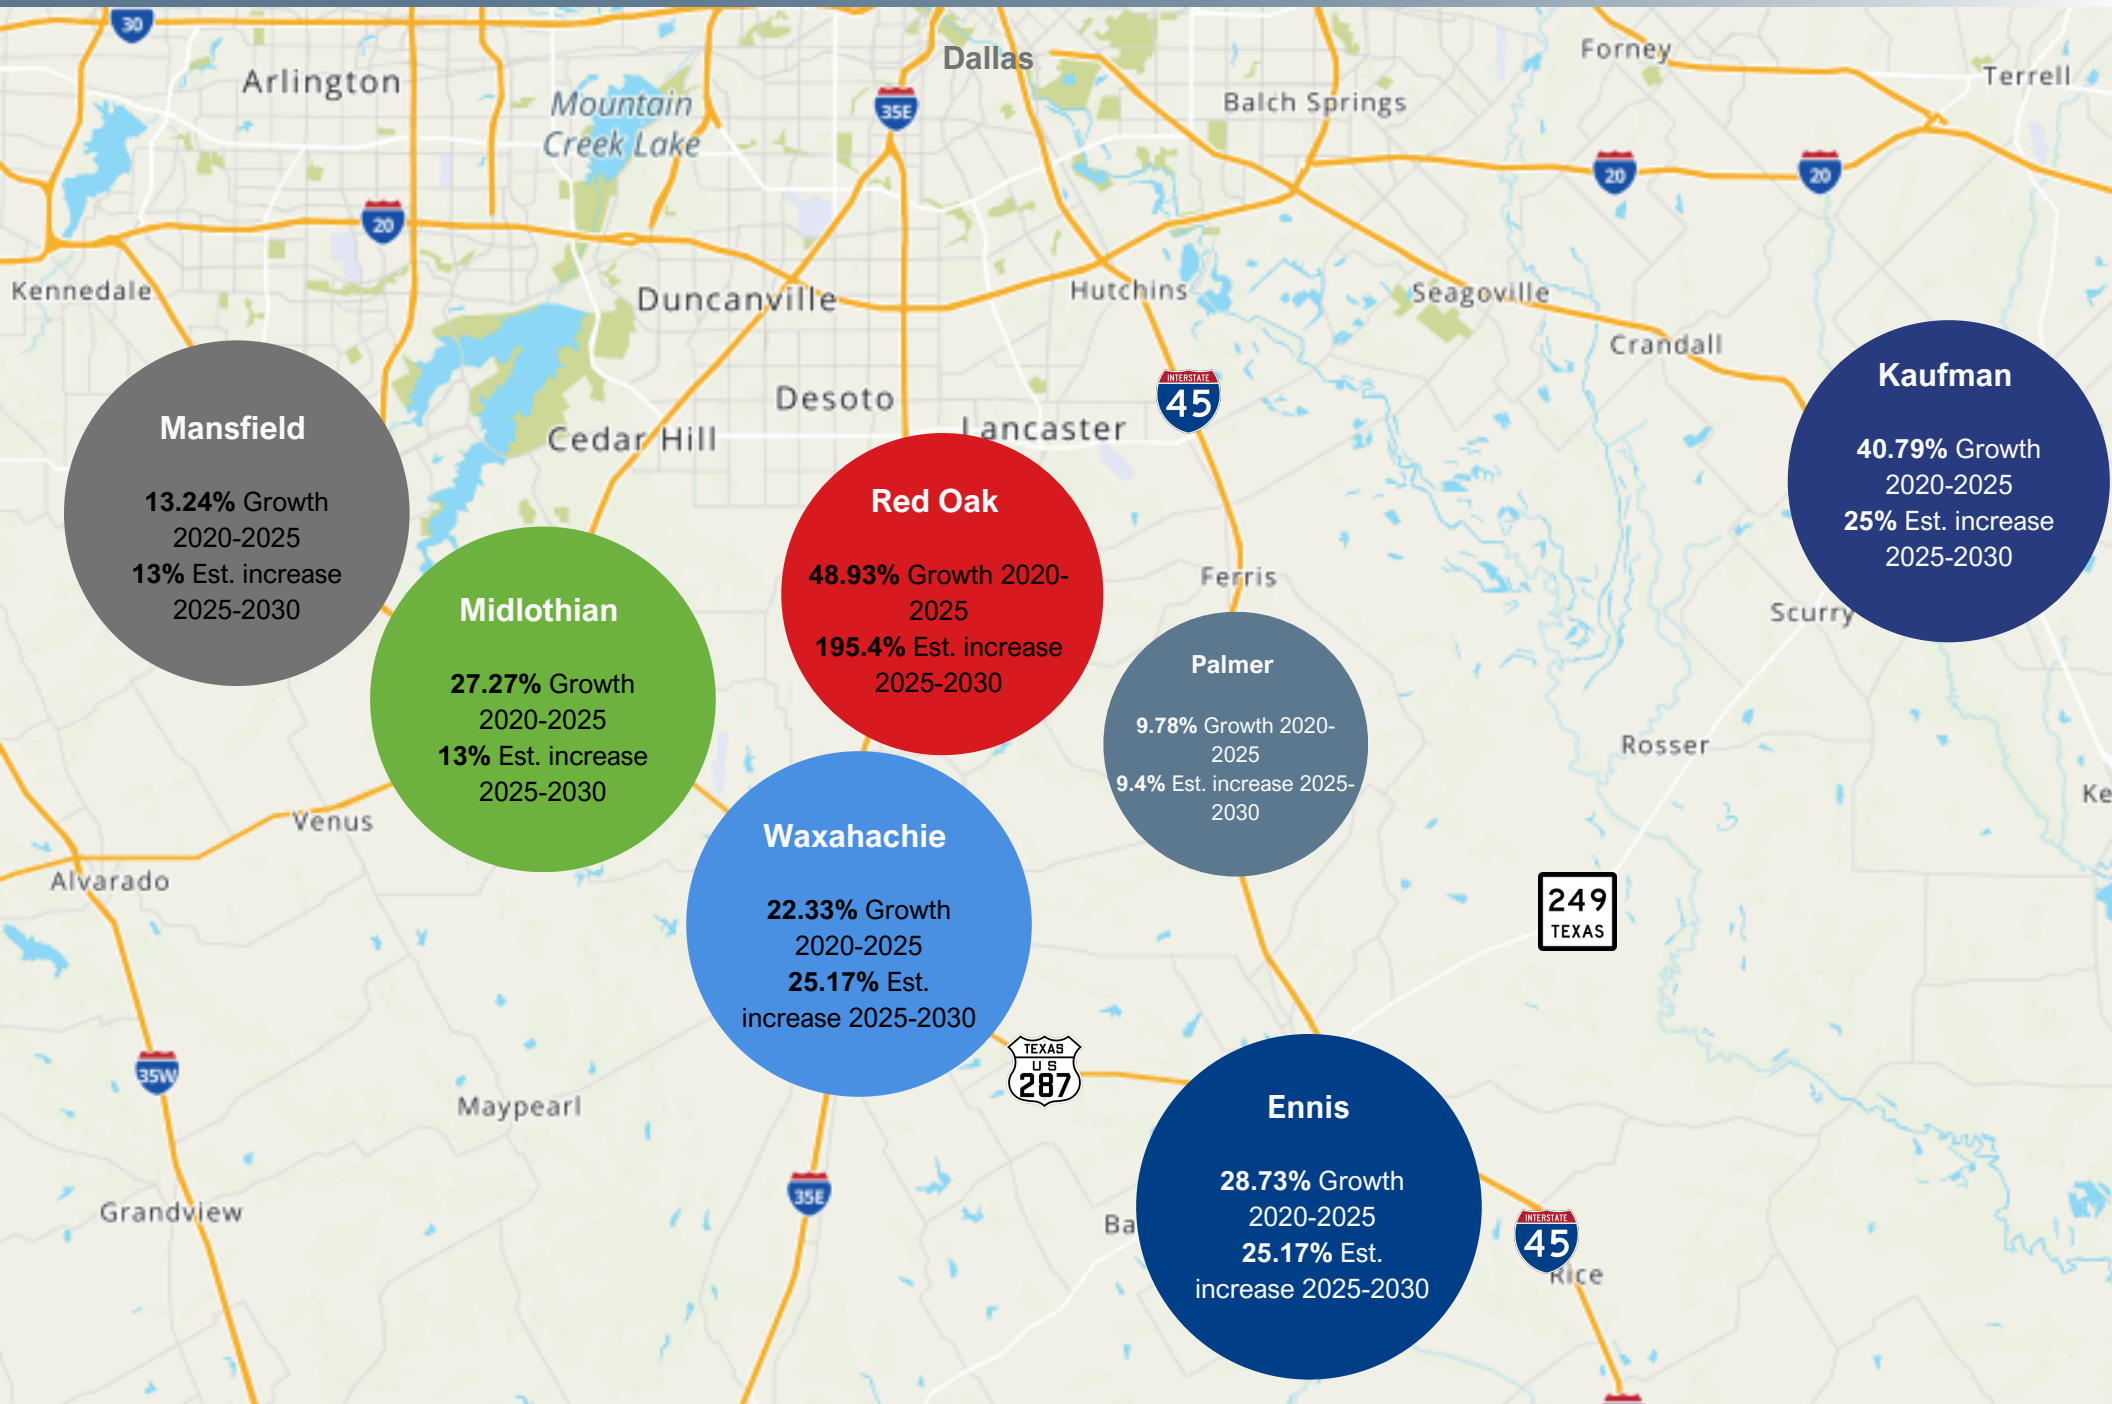 30
Dallas
Forney
Terrell
Arlington
Mountain
Creek Lake
35E
Balch Springs
20
20
20
Kennedale
Duncanville
Hutchins
Seagoville
Crandall
Desoto
INTERSTATE
45
Cedar Hill
Lancaster
Kaufman
40.79% Growth
2020-2025
25% Est. increase
2025-2030
Mansfield
13.24% Growth
2020-2025
13% Est. increase
2025-2030
Red Oak
48.93% Growth 2020-
2025
195.4% Est. increase
2025-2030
Midlothian
27.27% Growth
2020-2025
13% Est. increase
2025-2030
Ferris
Scurry
Palmer
9.78% Growth 2020-
2025
9.4% Est. increase 2025-
2030
Rosser
Ke
Venus
Alvarado
Waxahachie
22.33% Growth
2020-2025
25.17% Est.
increase 2025-2030
249
TEXAS
35W
TEXAS
US
287
Maypearl
Ennis
28.73% Growth
2020-2025
25.17% Est.
increase 2025-2030
35E
Grandview
Ba
INTERSTATE
45
Rice